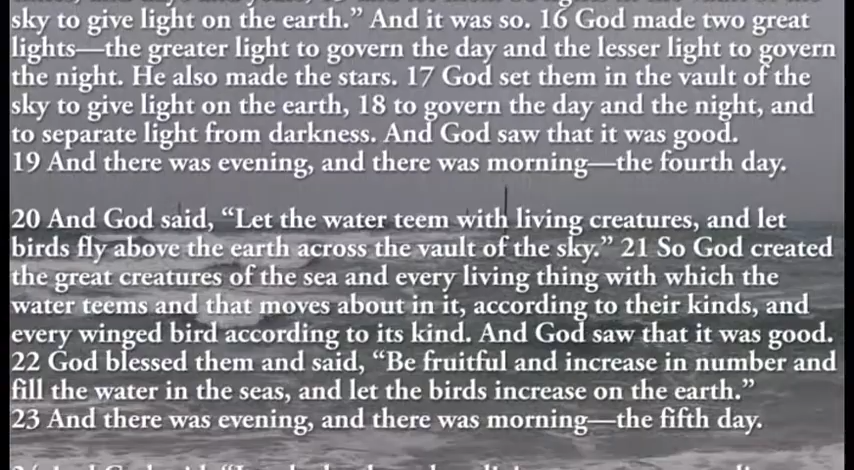 sky to give light on the earth.” And it was so. 16 God made two great
lights—the greater light to govern the day and the lesser light to govern
the night. He also made the stars. 17 God set them in the vault of the
sky to give light on the earth, 18 to govern the day and the night, and
to separate light from darkness. And God saw that it was good.
19 And there was evening, and there was morning—the fourth day.
20 And God said, “Let the water teem with living creatures, and let
birds fly above the earth across the vault of the sky.” 21 So God created
the great creatures of the sea and every living thing with which the
water teems and that moves about in it, according to their kinds, and
every winged bird according to its kind. And God saw that it was good.
22 God blessed them and said, “Be fruitful and increase in number and
fill the water in the seas, and let the birds increase on the earth.”
23 And there was evening, and there was morning—the fifth day.